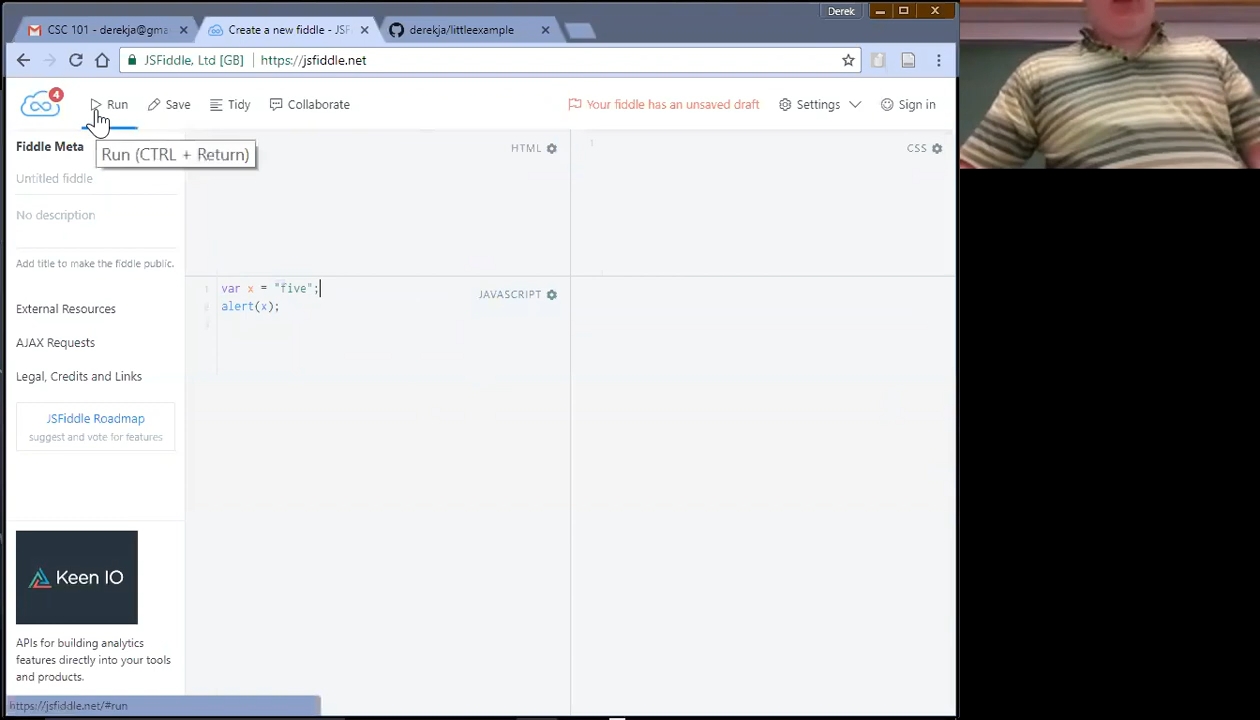 Derek
CSC 101 - derekja@gma
Create a new fiddle - JSF
derekja/littleexample
JSFiddle, Ltd [GB] https://jsfiddle.net
4
Run
Save
Tidy
Collaborate
Your fiddle has an unsaved draft
Settings
Sign in
Fiddle Meta
Run (CTRL + Return)
Untitled fiddle
No description
Add title to make the fiddle public.
External Resources
AJAX Requests
Legal, Credits and Links
JSFiddle Roadmap
suggest and vote for features
Keen IO
APIs for building analytics
features directly into your tools
and products.
https://jsfiddle.net/#run
HTML
1
CSS
1 var x = "five";
alert(x);
JAVASCRIPT